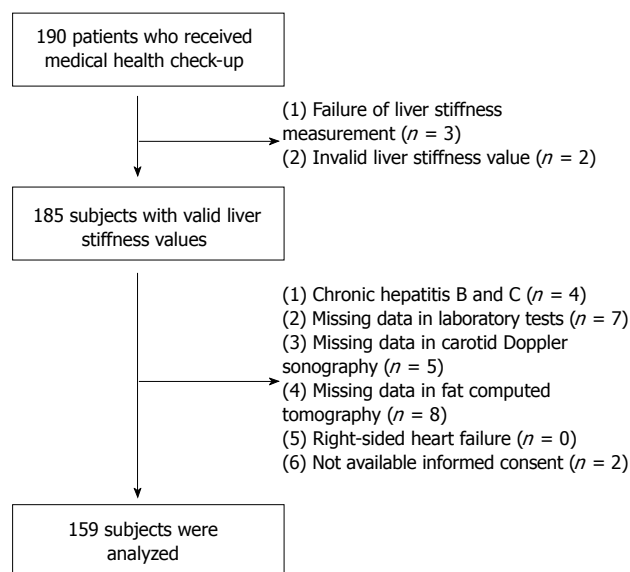 190 patients who received
medical health check-up
(1) Failure of liver stiffness
measurement (n = 3)
(2) Invalid liver stiffness value (n = 2)
185 subjects with valid liver
stiffness values
(1) Chronic hepatitis B and C (n = 4)
(2) Missing data in laboratory tests (n = 7)
(3) Missing data in carotid Doppler
sonography (n = 5)
(4) Missing data in fat computed
tomography (n = 8)
(5) Right-sided heart failure (n = 0)
(6) Not available informed consent (n = 2)
159 subjects were
analyzed